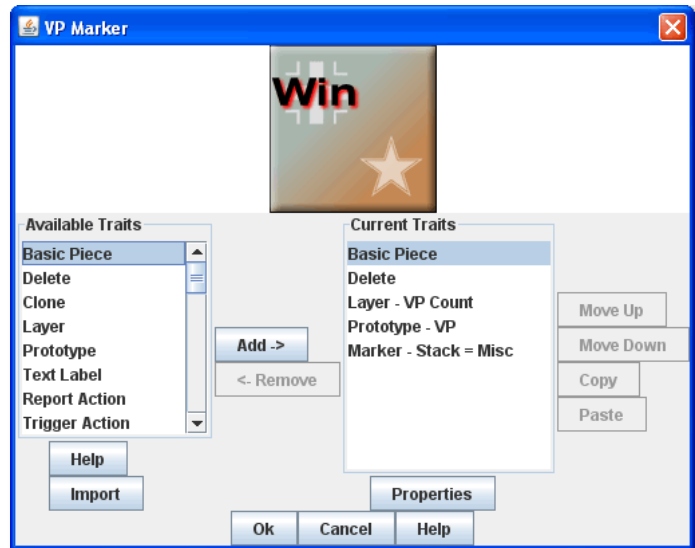 VP Marker
Win
Available Traits
Basic Piece
Delete
Clone
Layer
Prototype
Text Label
Report Action
Trigger Action
Add ->
<- Remove
Current Traits
Basic Piece
Delete
Layer - VP Count
Prototype - VP
Marker - Stack = Misc
Move Up
Move Down
Copy
Paste
Help
Import
Properties
Ok
Cancel
Help